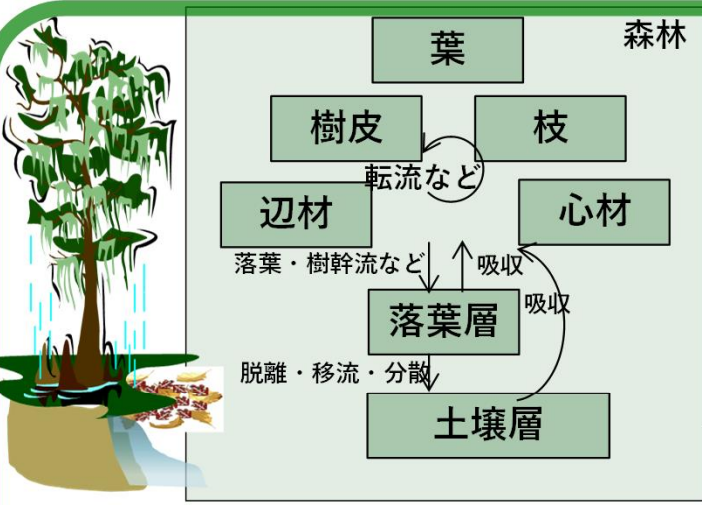 森林
葉
樹皮
枝
転流など
辺材
心材
落葉・樹幹流など
吸収
落葉層
吸収
脱離・移流・分散
土壌層